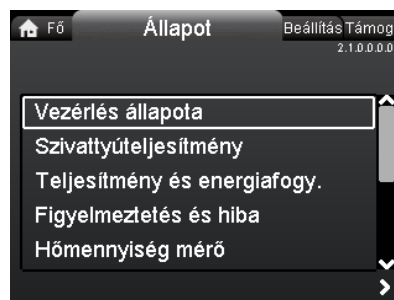 Fő Állapot Beállítás Támog
2.1.0.0.0.0
Vezérlés állapota
Szivattyúteljesítmény
Teljesítmény és energiafogy.
Figyelmeztetés és hiba
Hőmennyiség mérő